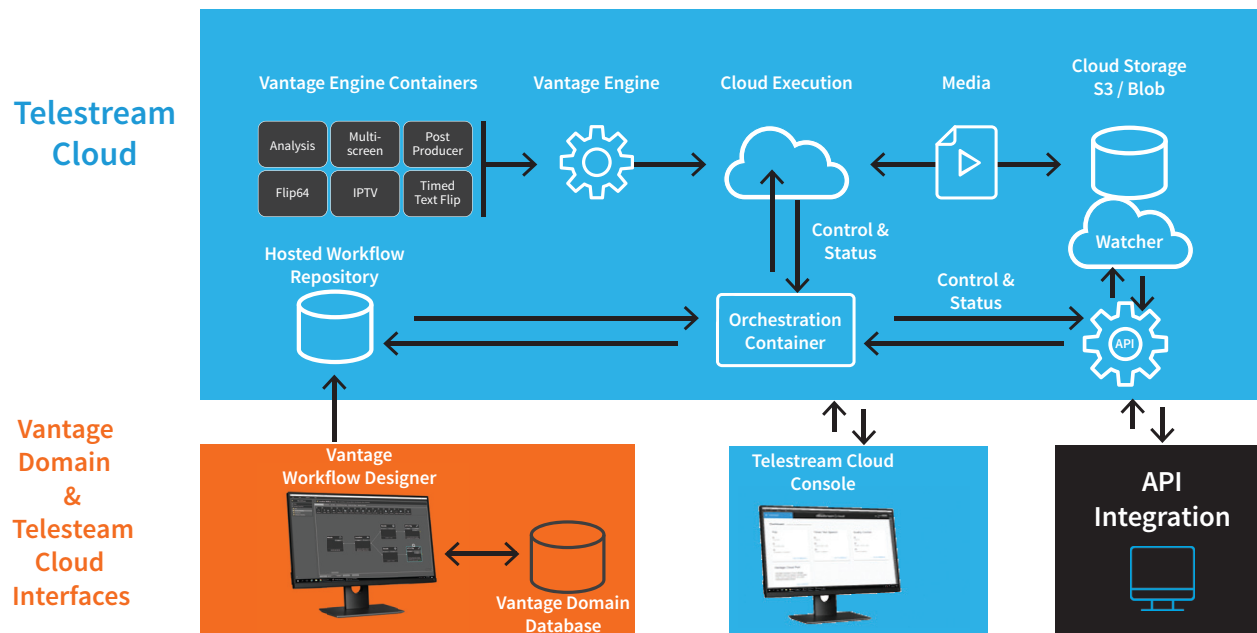 Telestream
Cloud
Vantage Engine Containers
Vantage Engine
Cloud Execution
Media
Cloud Storage
S3 / Blob
Analysis
Multi-
screen
Post
Producer
Flip64
IPTV
Timed
Text Flip
Control &
Status
Watcher
Hosted Workflow
Repository
Control &
Status
Orchestration
Container
API
Vantage
Domain
&
Telesteam
Cloud
Interfaces
Vantage
Workflow Designer
Vantage Domain
Database
Telestream Cloud
Console
API
Integration